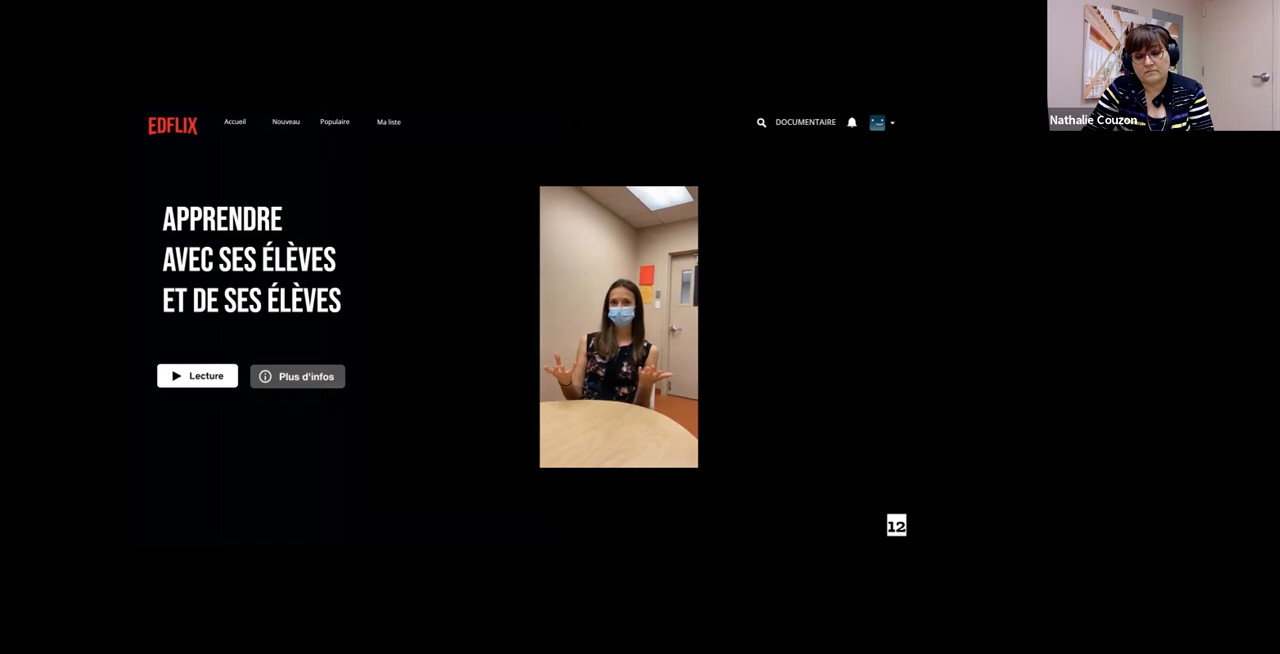 EDFLIX
Accueil
Nouveau
Populaire
Ma liste
DOCUMENTAIRE
Nathalie Couzon
APPRENDRE
AVEC SES ÉLÈVES
ET DE SES ÉLÈVES
Lecture
Plus d'infos
12